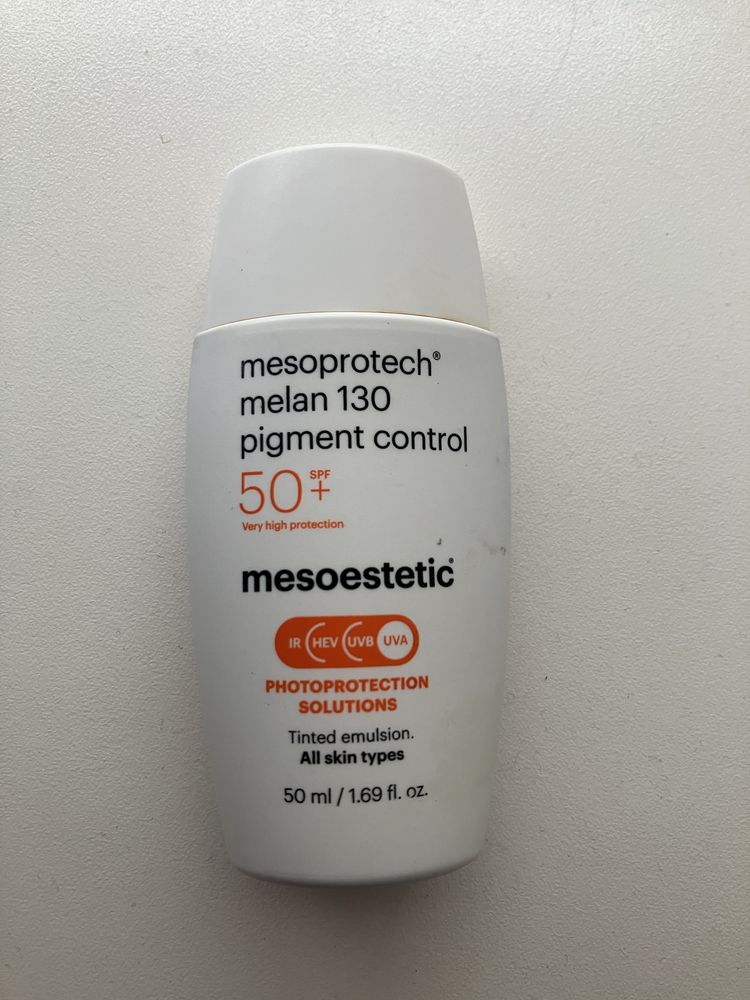 mesoprotech®
melan 130
pigment control
50+ SPF
Very high protection
mesoestetic®
IR HEV UVB UVA
PHOTOPROTECTION
SOLUTIONS
Tinted emulsion.
All skin types
50 ml / 1.69 fl. oz.